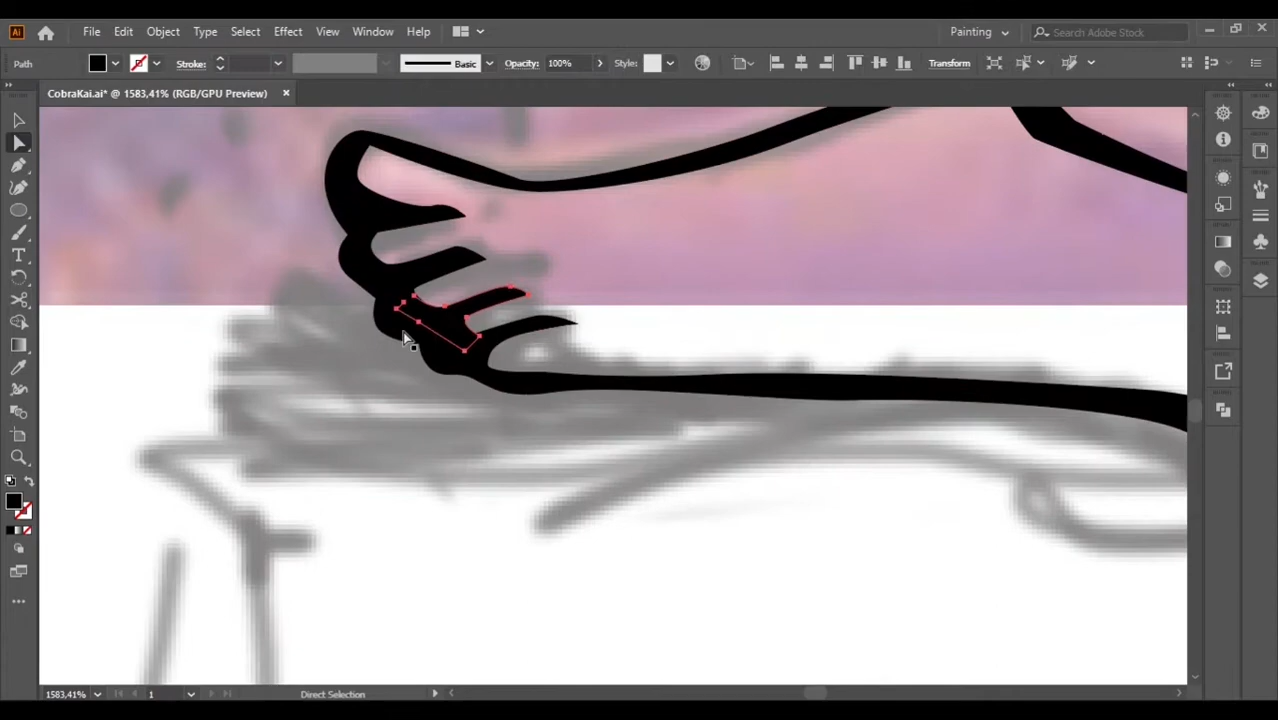 Ai File Edit Object Type Select Effect View Window Help Painting Search Adobe Stock
Path Stroke: Basic Opacity: 100% Style: Transform
CobraKai.ai* @ 1583,41% (RGB/GPU Preview)
T
1583,41% 1 Direct Selection